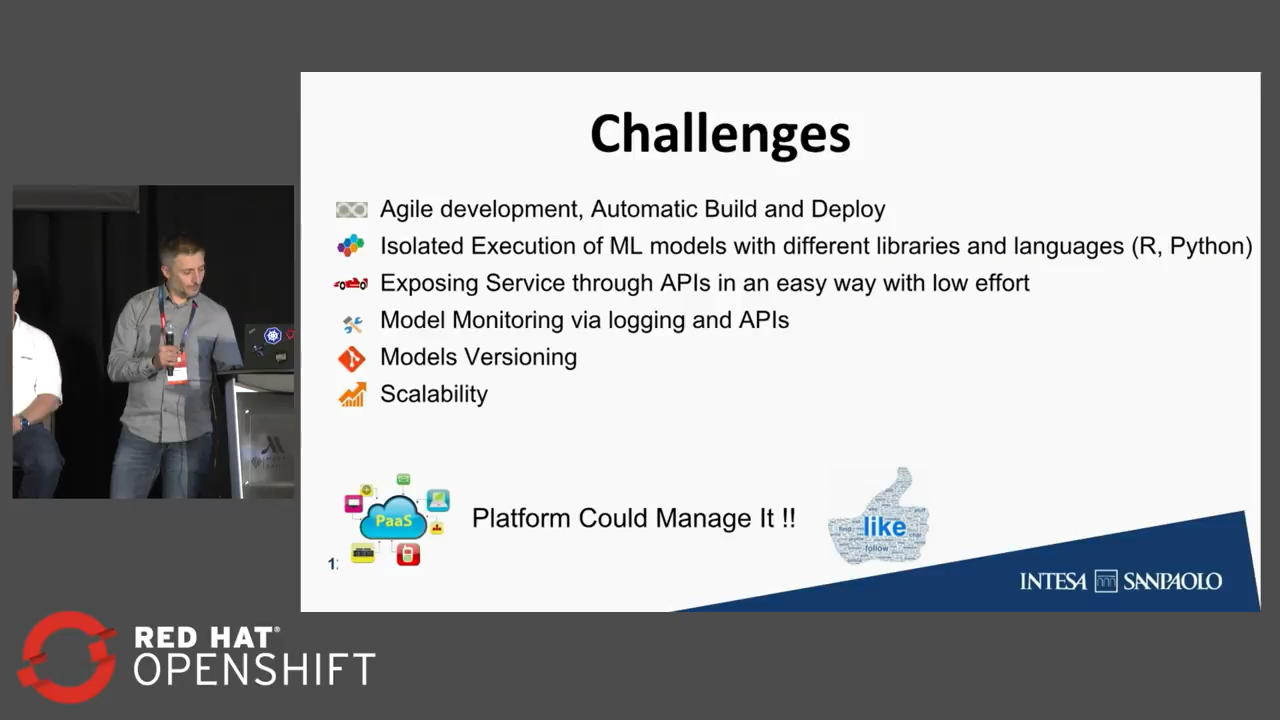 Challenges
Agile development, Automatic Build and Deploy
Isolated Execution of ML models with different libraries and languages (R, Python)
Exposing Service through APIs in an easy way with low effort
Model Monitoring via logging and APIs
Models Versioning
Scalability
PaaS
Platform Could Manage It !!
like
follow
INTESA SANPAOLO
RED HAT®
OPENSHIFT